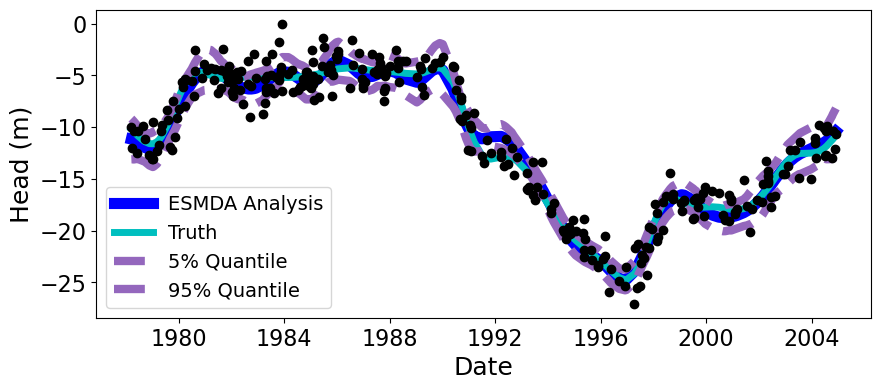 0
−5
−10
−15
−20
−25
Head (m)
ESMDA Analysis
Truth
5% Quantile
95% Quantile
1980 1984 1988 1992 1996 2000 2004
Date